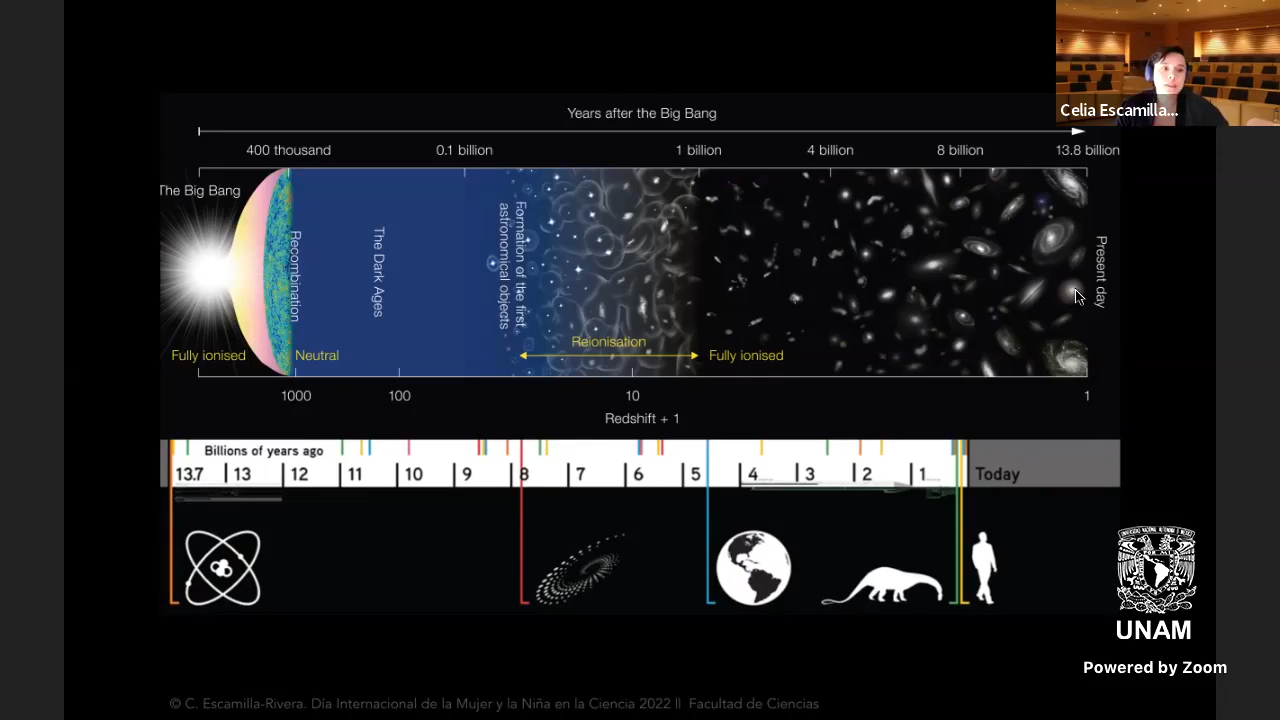 Celia Escamilla...
Years after the Big Bang
400 thousand 0.1 billion 1 billion 4 billion 8 billion 13.8 billion
The Big Bang
Recombination
The Dark Ages
Formation of the first
astronomical objects
Present day
Reionisation
Fully ionised Neutral Fully ionised
1000 100 10 1
Redshift + 1
Billions of years ago
13.7 13 12 11 10 9 8 7 6 5 4 3 2 1 Today
UNAM
Powered by Zoom
© C. Escamilla-Rivera. Día Internacional de la Mujer y la Niña en la Ciencia 2022 || Facultad de Ciencias